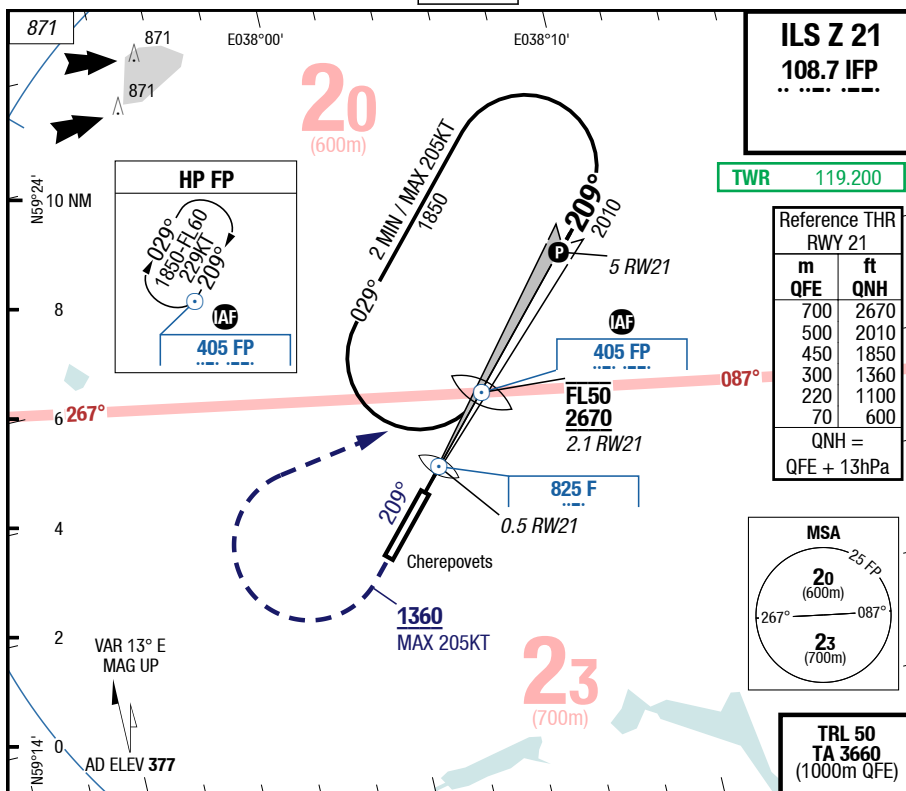 871
871
871
E038°00'
E038°10'
ILS Z 21
108.7 IFP
TWR 119.200
20
(600m)
HP FP
029°
1850-FL60
229KT
209°
IAF
405 FP
N59°24'
10 NM
8
6
4
2
0
N59°14'
2 MIN / MAX 205KT
1850
029°
209°
2010
P
5 RW21
IAF
405 FP
FL50
2670
2.1 RW21
267°
087°
825 F
0.5 RW21
209°
Cherepovets
1360
MAX 205KT
23
(700m)
VAR 13° E
MAG UP
AD ELEV 377
Reference THR
RWY 21
m ft
QFE QNH
700 2670
500 2010
450 1850
300 1360
220 1100
70 600
QNH =
QFE + 13hPa
MSA
25 FP
20
(600m)
267° 087°
23
(700m)
TRL 50
TA 3660
(1000m QFE)